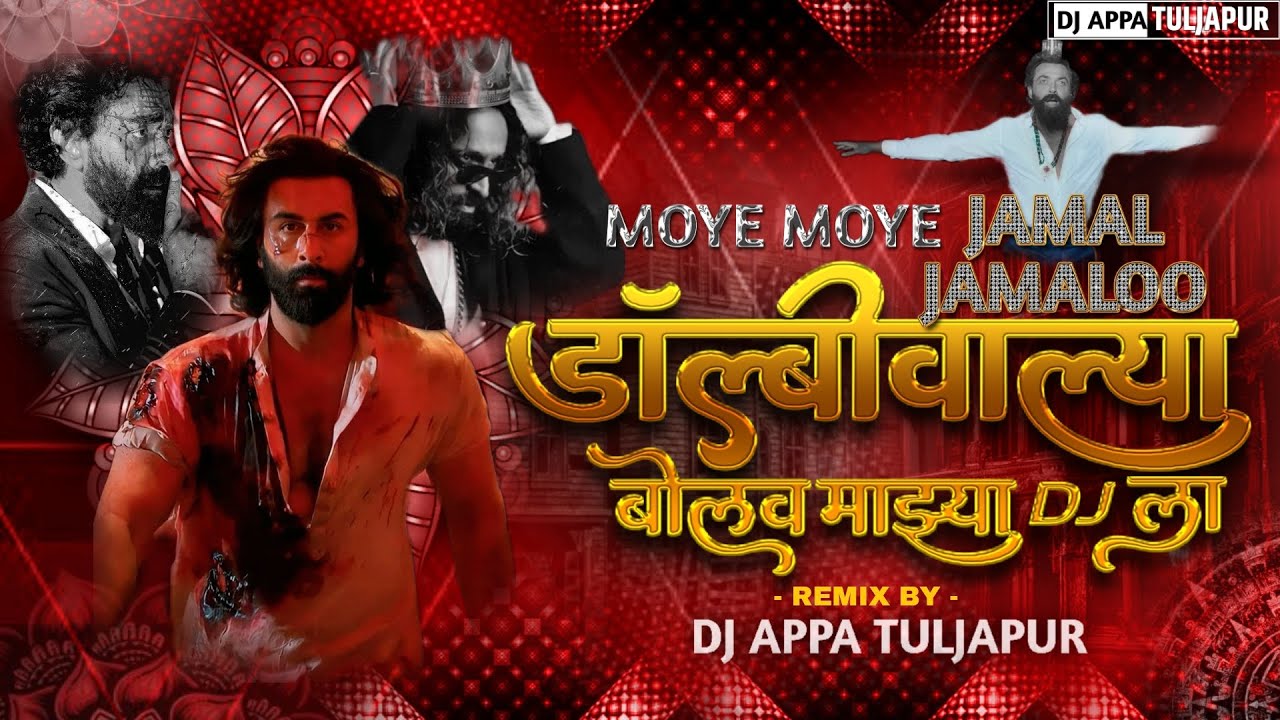 DJ APPA TULJAPUR
MOYE MOYE JAMAL
JAMALOO
डॉल्बीवाल्या
बोलव माझ्या DJ ला
- REMIX BY -
DJ APPA TULJAPUR